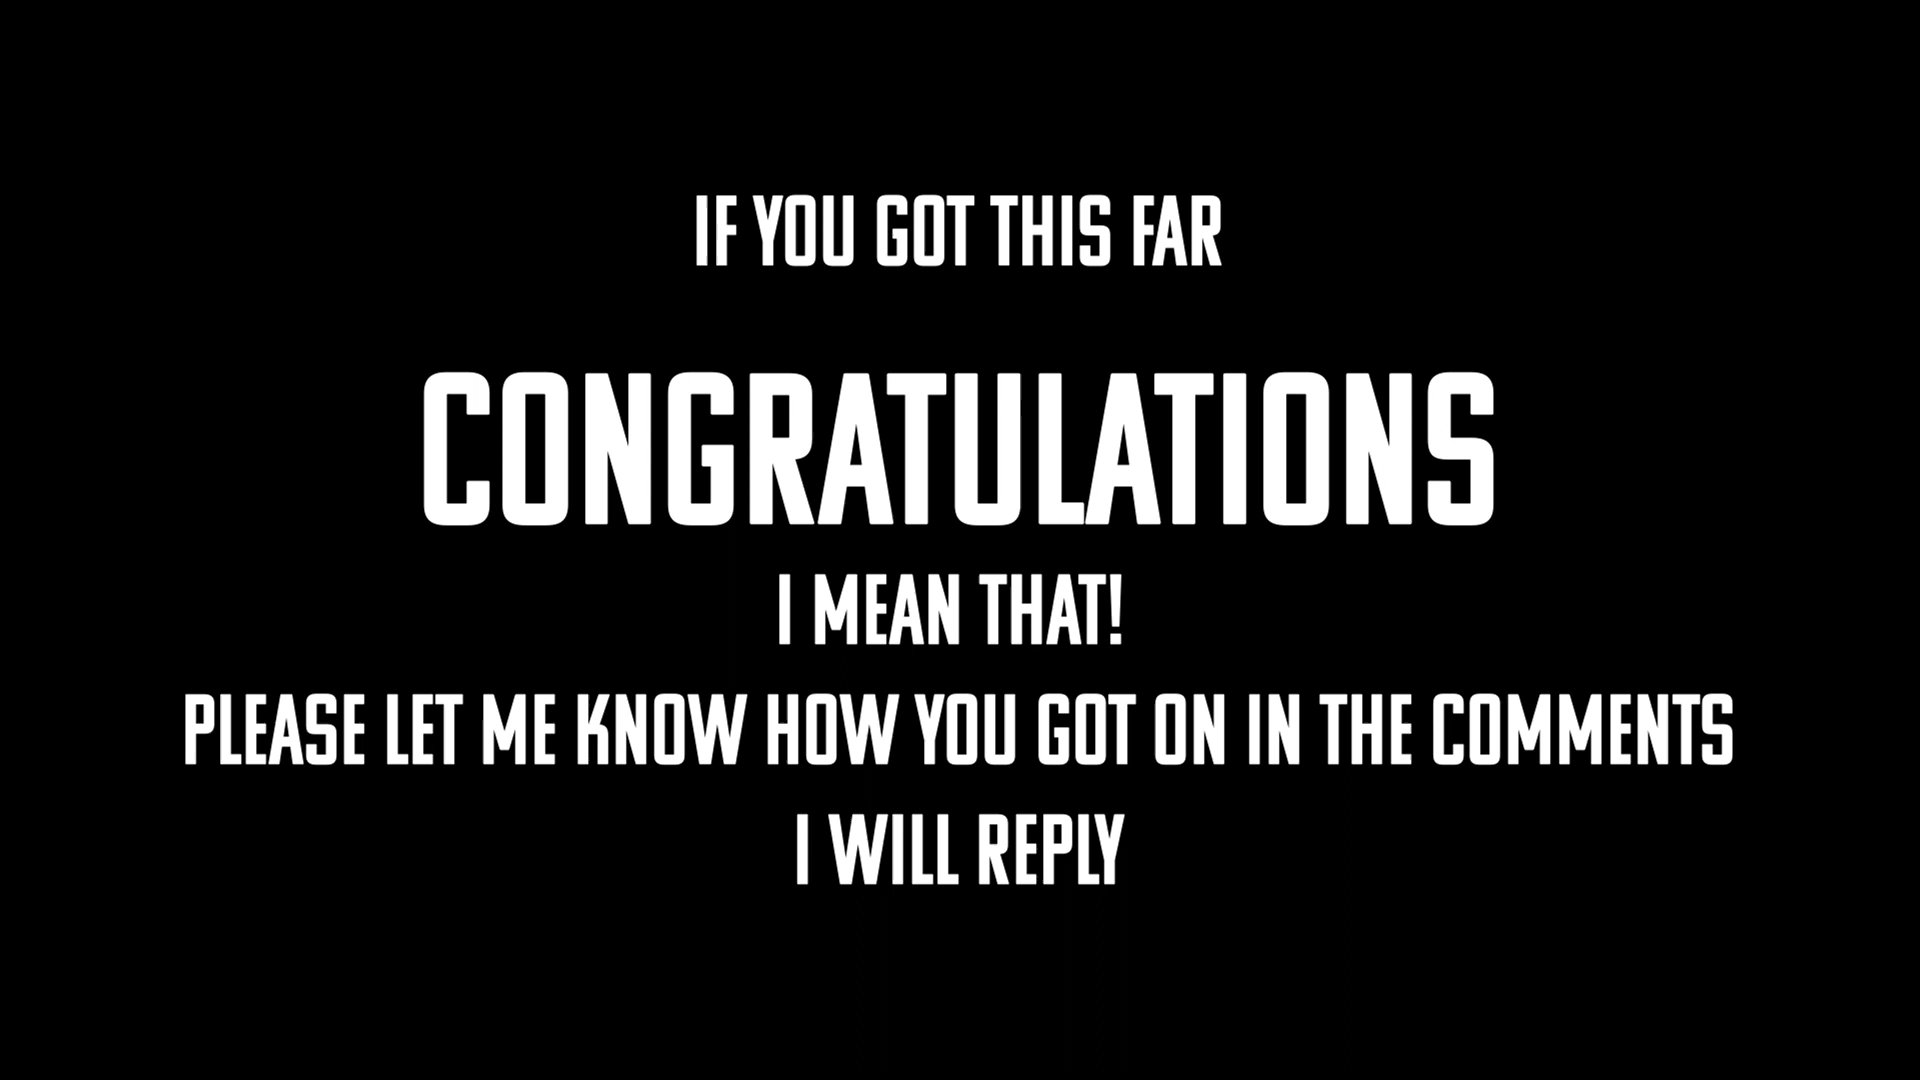 IF YOU GOT THIS FAR
CONGRATULATIONS
I MEAN THAT!
PLEASE LET ME KNOW HOW YOU GOT ON IN THE COMMENTS
I WILL REPLY